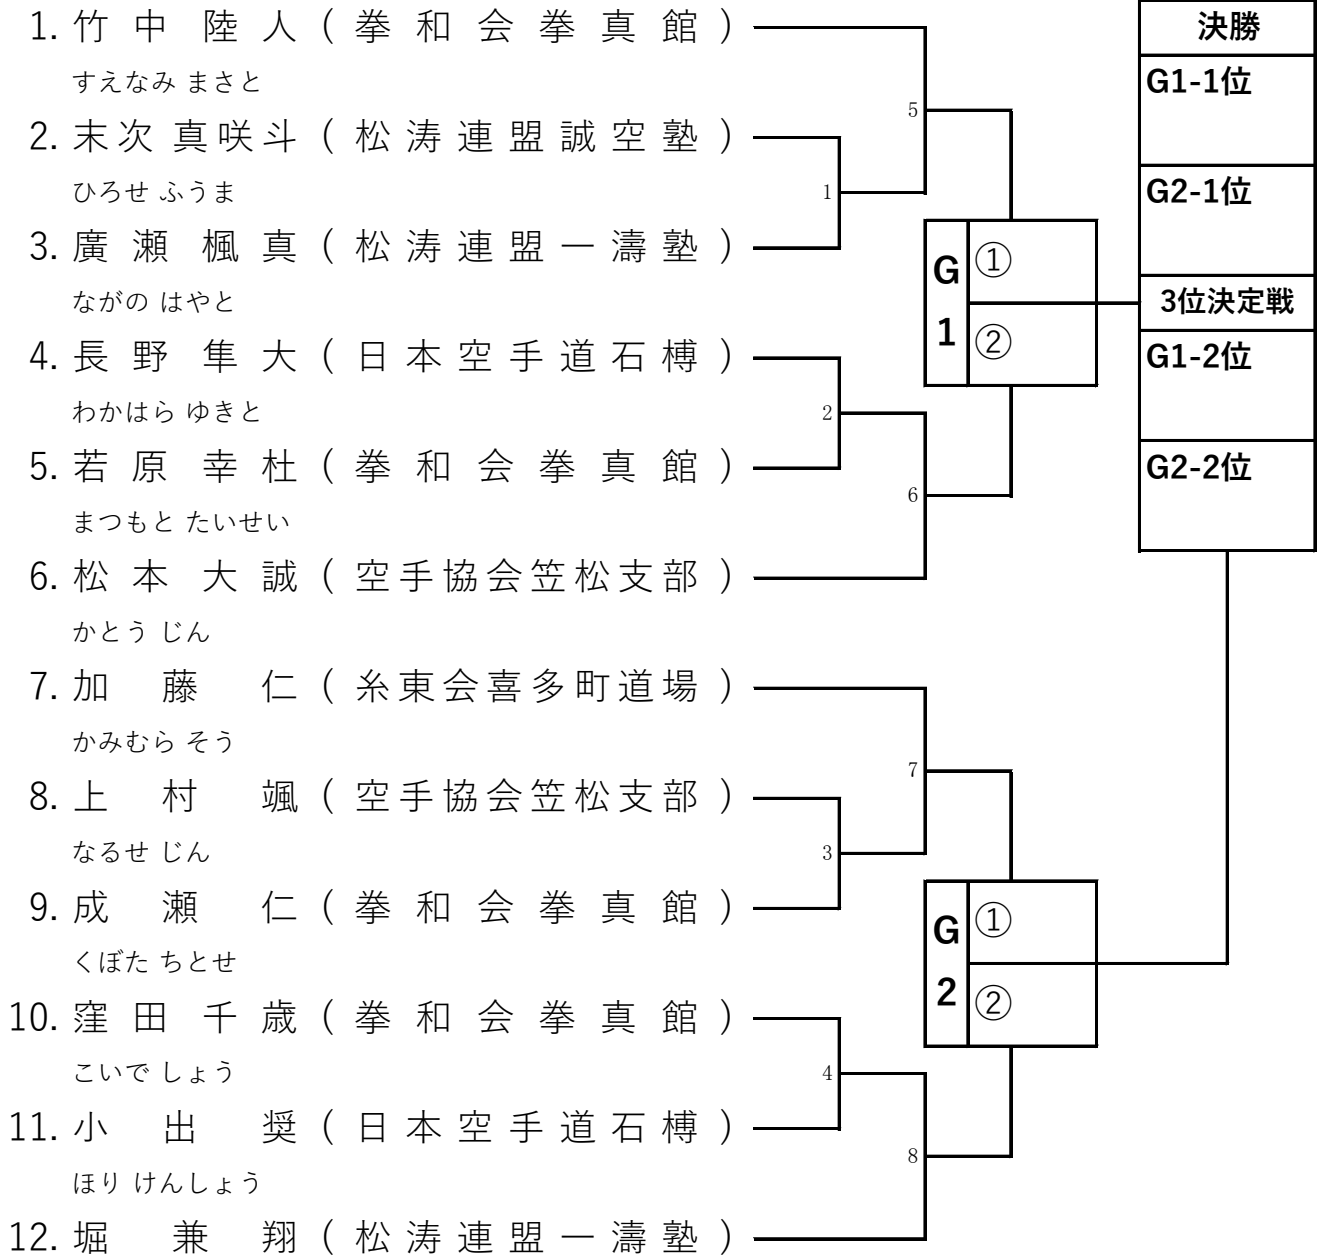 1. 竹中 陸人 ( 拳和会拳真館 )
すえなみ まさと
2. 末次 真咲斗 ( 松涛連盟誠空塾 )
ひろせ ふうま
3. 廣瀬 楓真 ( 松涛連盟一濤塾 )
ながの はやと
4. 長野 隼大 ( 日本空手道石榑 )
わかはら ゆきと
5. 若原 幸杜 ( 拳和会拳真館 )
まつもと たいせい
6. 松本 大誠 ( 空手協会笠松支部 )
かとう じん
7. 加藤 仁 ( 糸東会喜多町道場 )
かみむら そう
8. 上村 颯 ( 空手協会笠松支部 )
なるせ じん
9. 成瀬 仁 ( 拳和会拳真館 )
くぼた ちとせ
10. 窪田 千歳 ( 拳和会拳真館 )
こいで しょう
11. 小出 奨 ( 日本空手道石榑 )
ほり けんしょう
12. 堀 兼翔 ( 松涛連盟一濤塾 )
1
2
3
4
5
6
7
8
G1
①
②
G2
①
②
決勝
G1-1位
G2-1位
3位決定戦
G1-2位
G2-2位